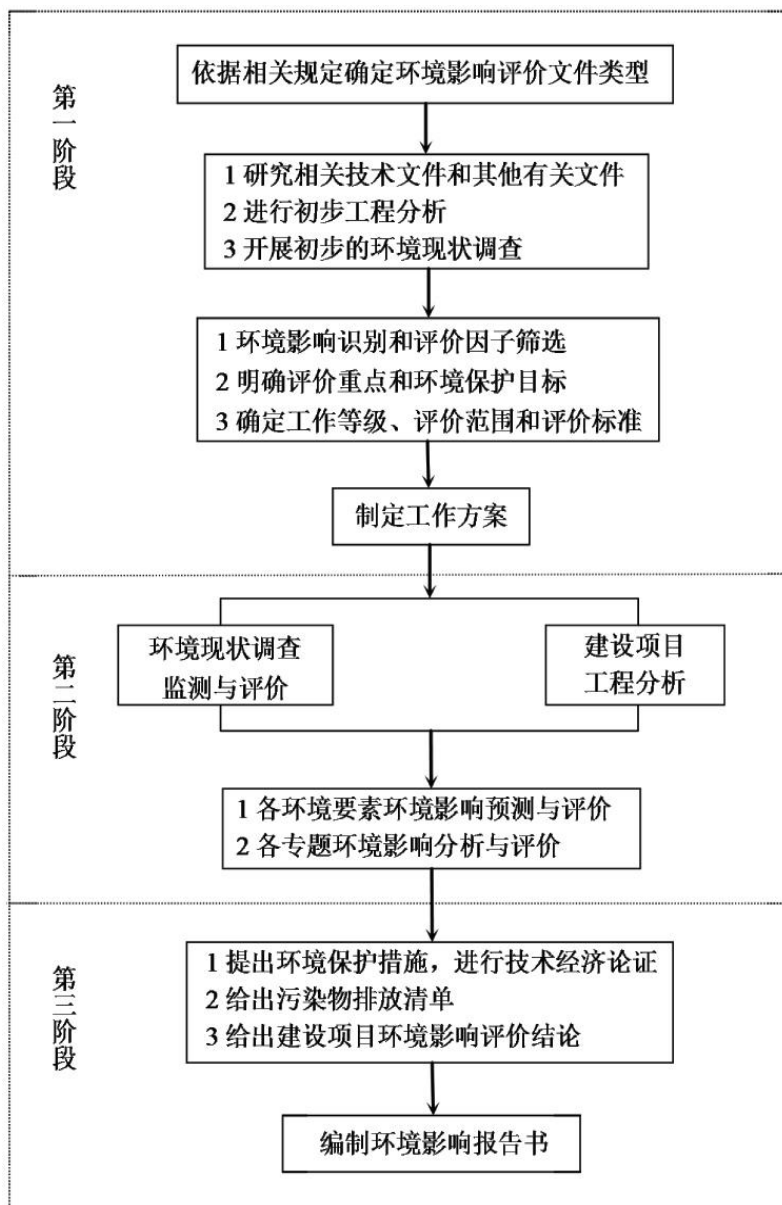 第一阶段
依据相关规定确定环境影响评价文件类型
1 研究相关技术文件和其他有关文件
2 进行初步工程分析
3 开展初步的环境现状调查
1 环境影响识别和评价因子筛选
2 明确评价重点和环境保护目标
3 确定工作等级、评价范围和评价标准
制定工作方案
第二阶段
环境现状调查
监测与评价
建设项目
工程分析
1 各环境要素环境影响预测与评价
2 各专题环境影响分析与评价
第三阶段
1 提出环境保护措施，进行技术经济论证
2 给出污染物排放清单
3 给出建设项目环境影响评价结论
编制环境影响报告书